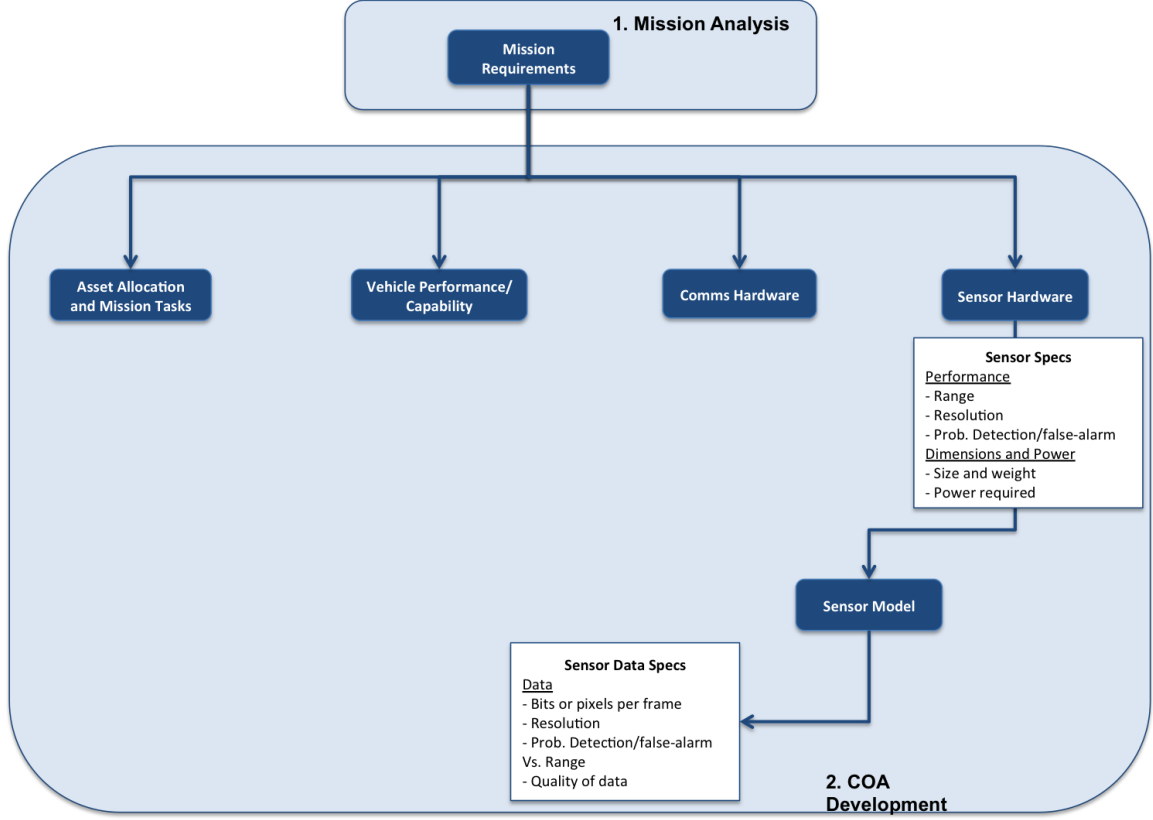 1. Mission Analysis
Mission
Requirements
Asset Allocation
and Mission Tasks
Vehicle Performance/
Capability
Comms Hardware
Sensor Hardware
Sensor Specs
Performance
- Range
- Resolution
- Prob. Detection/false-alarm
Dimensions and Power
- Size and weight
- Power required
Sensor Model
Sensor Data Specs
Data
- Bits or pixels per frame
- Resolution
- Prob. Detection/false-alarm
Vs. Range
- Quality of data
2. COA
Development